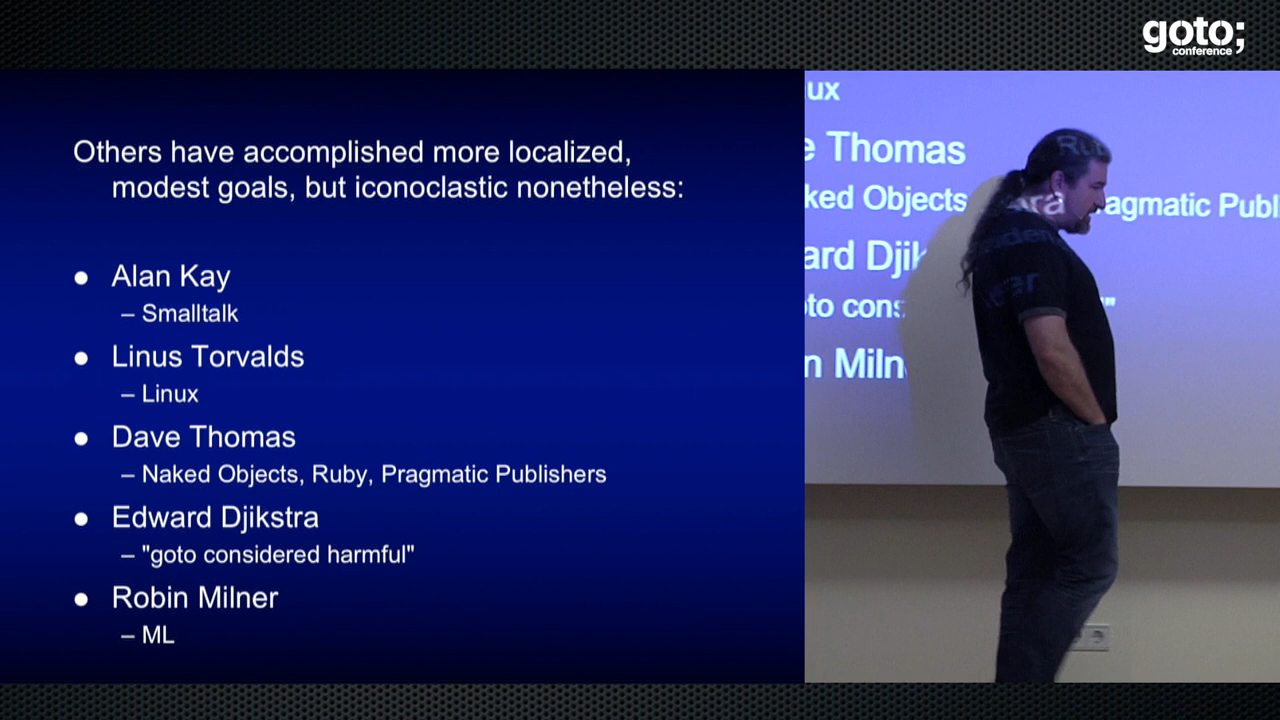 goto;
conference
Others have accomplished more localized,
modest goals, but iconoclastic nonetheless:
● Alan Kay
– Smalltalk
● Linus Torvalds
– Linux
● Dave Thomas
– Naked Objects, Ruby, Pragmatic Publishers
● Edward Djikstra
– "goto considered harmful"
● Robin Milner
– ML
ux
e Thomas
ked Objects, ragmatic Publ
ard Djik
oto cons "
n Miln